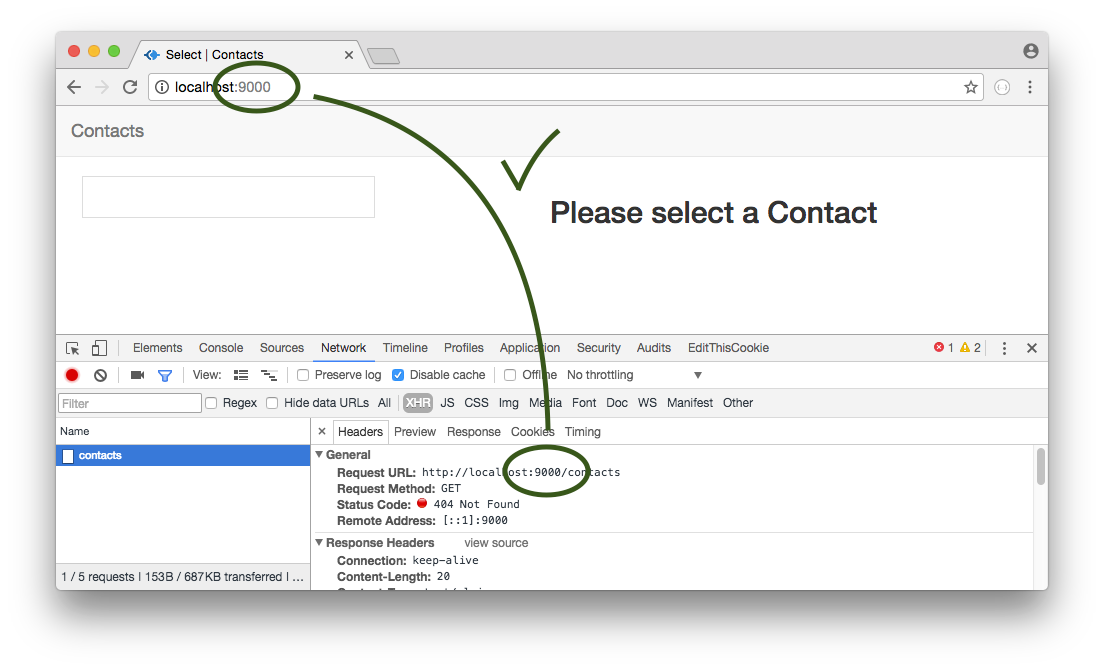 Select | Contacts
localhost:9000
Contacts
Please select a Contact
Elements Console Sources Network Timeline Profiles Application Security Audits EditThisCookie 1 2
View: Preserve log Disable cache Offline No throttling
Filter Regex Hide data URLs All XHR JS CSS Img Media Font Doc WS Manifest Other
Name Headers Preview Response Cookies Timing
contacts
General
Request URL: http://localhost:9000/contacts
Request Method: GET
Status Code: 404 Not Found
Remote Address: [::1]:9000
Response Headers view source
Connection: keep-alive
Content-Length: 20
1 / 5 requests | 153B / 687KB transferred | ...